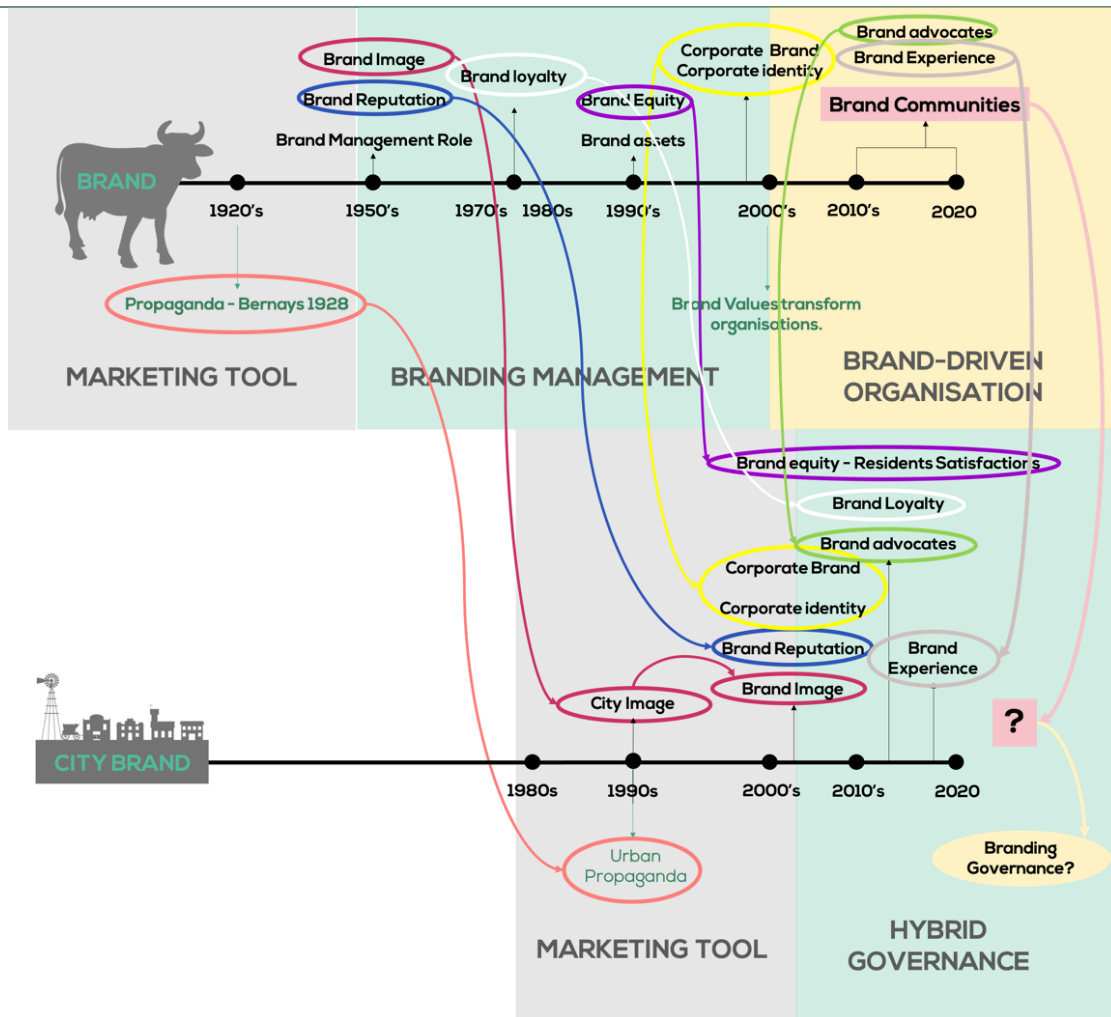 Brand Image
Brand Reputation
Brand Management Role
Brand loyalty
Brand Equity
Brand assets
Corporate Brand
Corporate identity
Brand advocates
Brand Experience
Brand Communities
BRAND
1920's
1950's
1970's
1980s
1990's
2000's
2010's
2020
Propaganda - Bernays 1928
Brand Values transform
organisations.
MARKETING TOOL
BRANDING MANAGEMENT
BRAND-DRIVEN
ORGANISATION
Brand equity - Residents Satisfactions
Brand Loyalty
Brand advocates
Corporate Brand
Corporate identity
Brand Reputation
Brand
Experience
Brand Image
City Image
?
CITY BRAND
1980s
1990s
2000's
2010's
2020
Urban
Propaganda
Branding
Governance?
MARKETING TOOL
HYBRID
GOVERNANCE